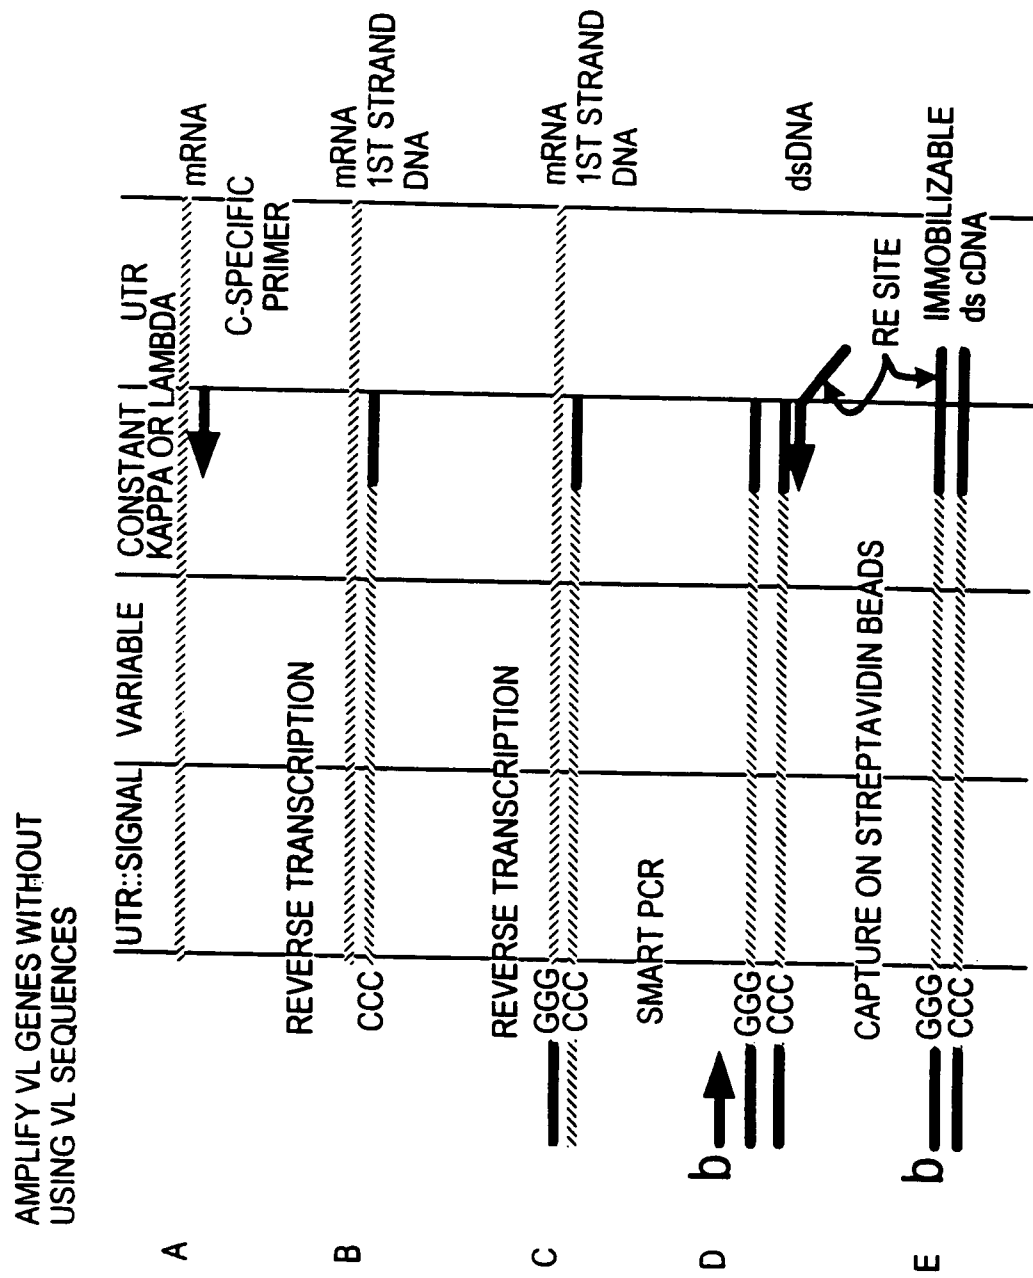 AMPLIFY VL GENES WITHOUT
USING VL SEQUENCES
UTR::SIGNAL
VARIABLE
CONSTANT
KAPPA OR LAMBDA
UTR
A
mRNA
C-SPECIFIC
PRIMER
REVERSE TRANSCRIPTION
B
CCC
mRNA
1ST STRAND
DNA
REVERSE TRANSCRIPTION
C
GGG
CCC
mRNA
1ST STRAND
DNA
SMART PCR
D
b
GGG
CCC
dsDNA
CAPTURE ON STREPTAVIDIN BEADS
RE SITE
E
b
GGG
CCC
IMMOBILIZABLE
ds cDNA